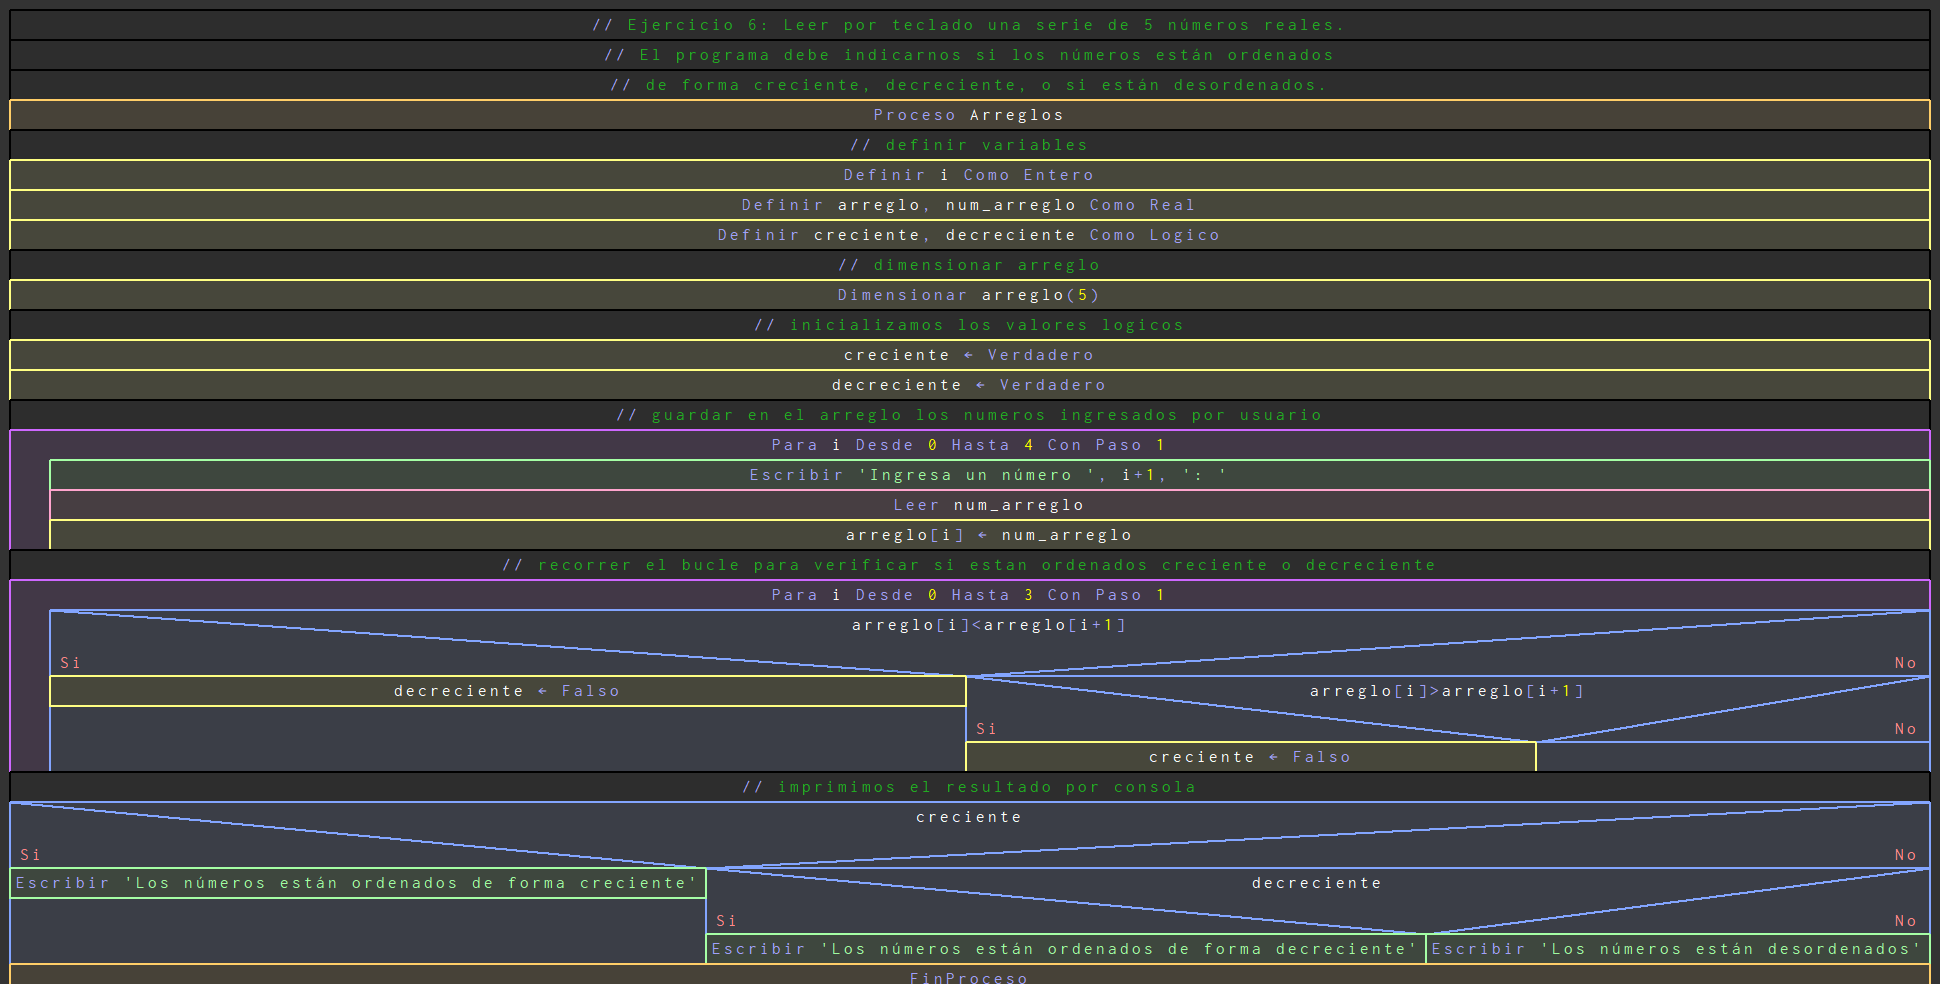 // Ejercicio 6: Leer por teclado una serie de 5 números reales.
// El programa debe indicarnos si los números están ordenados
// de forma creciente, decreciente, o si están desordenados.
Proceso Arreglos
// definir variables
Definir i Como Entero
Definir arreglo, num_arreglo Como Real
Definir creciente, decreciente Como Logico
// dimensionar arreglo
Dimensionar arreglo(5)
// inicializamos los valores logicos
creciente ← Verdadero
decreciente ← Verdadero
// guardar en el arreglo los numeros ingresados por usuario
Para i Desde 0 Hasta 4 Con Paso 1
Escribir 'Ingresa un número ', i+1, ': '
Leer num_arreglo
arreglo[i] ← num_arreglo
// recorrer el bucle para verificar si estan ordenados creciente o decreciente
Para i Desde 0 Hasta 3 Con Paso 1
arreglo[i]<arreglo[i+1]
Si No
decreciente ← Falso arreglo[i]>arreglo[i+1]
Si No
creciente ← Falso
// imprimimos el resultado por consola
creciente
Si No
Escribir 'Los números están ordenados de forma creciente' decreciente
Si No
Escribir 'Los números están ordenados de forma decreciente' Escribir 'Los números están desordenados'
FinProceso